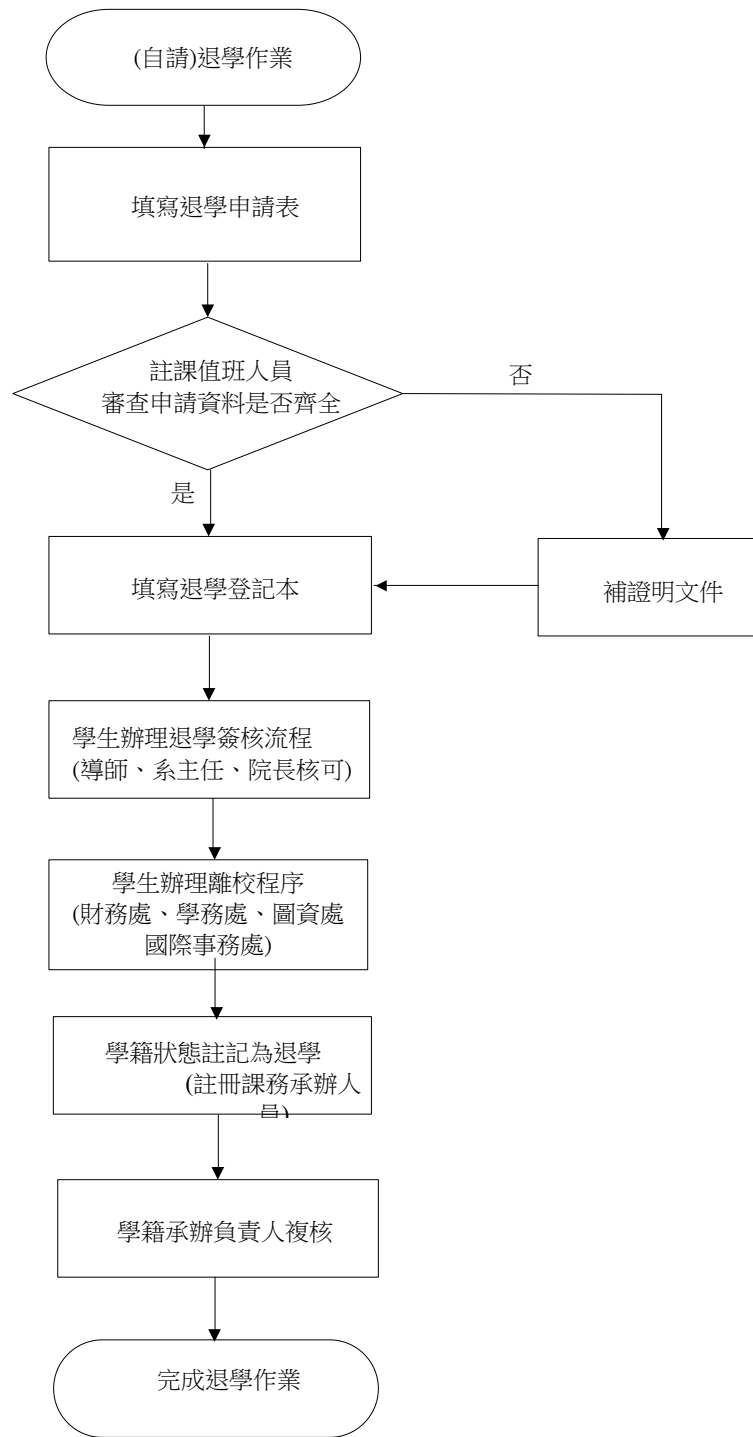 (自請)退學作業
填寫退學申請表
註課值班人員
審查申請資料是否齊全
否
是
填寫退學登記本
補證明文件
學生辦理退學簽核流程
(導師、系主任、院長核可)
學生辦理離校程序
(財務處、學務處、圖資處
國際事務處)
學籍狀態註記為退學
(註冊課務承辦人
員)
學籍承辦負責人複核
完成退學作業